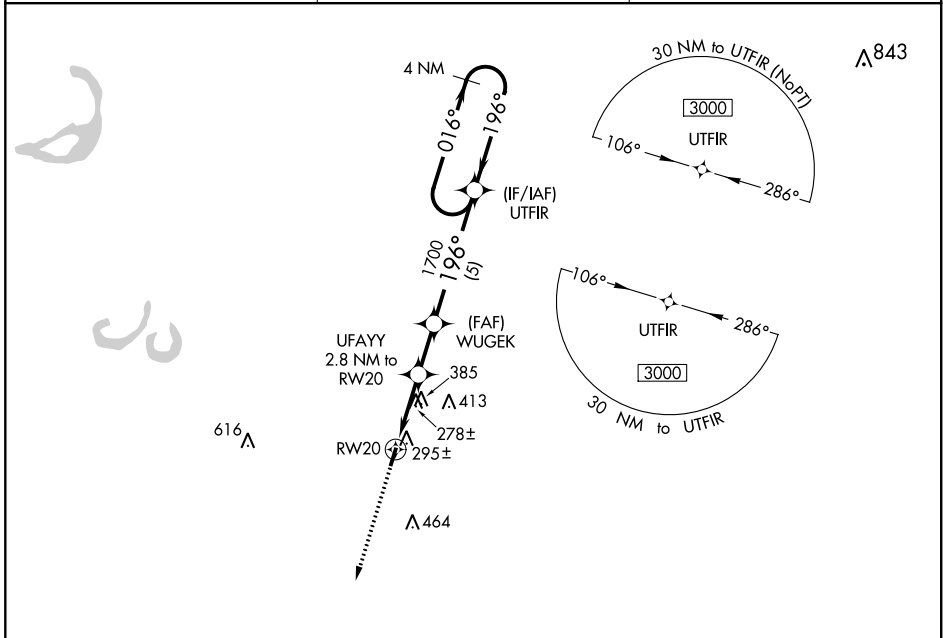 30 NM to UTFIR (NoPT)
843
4 NM
3000
UTFIR
106°
286°
016°
196°
(IF/IAF)
UTFIR
1700
196°
(5)
106°
286°
UTFIR
3000
30 NM to UTFIR
(FAF)
WUGEK
UFAYY
2.8 NM to
RW20
385
413
278±
616
RW20
295±
464